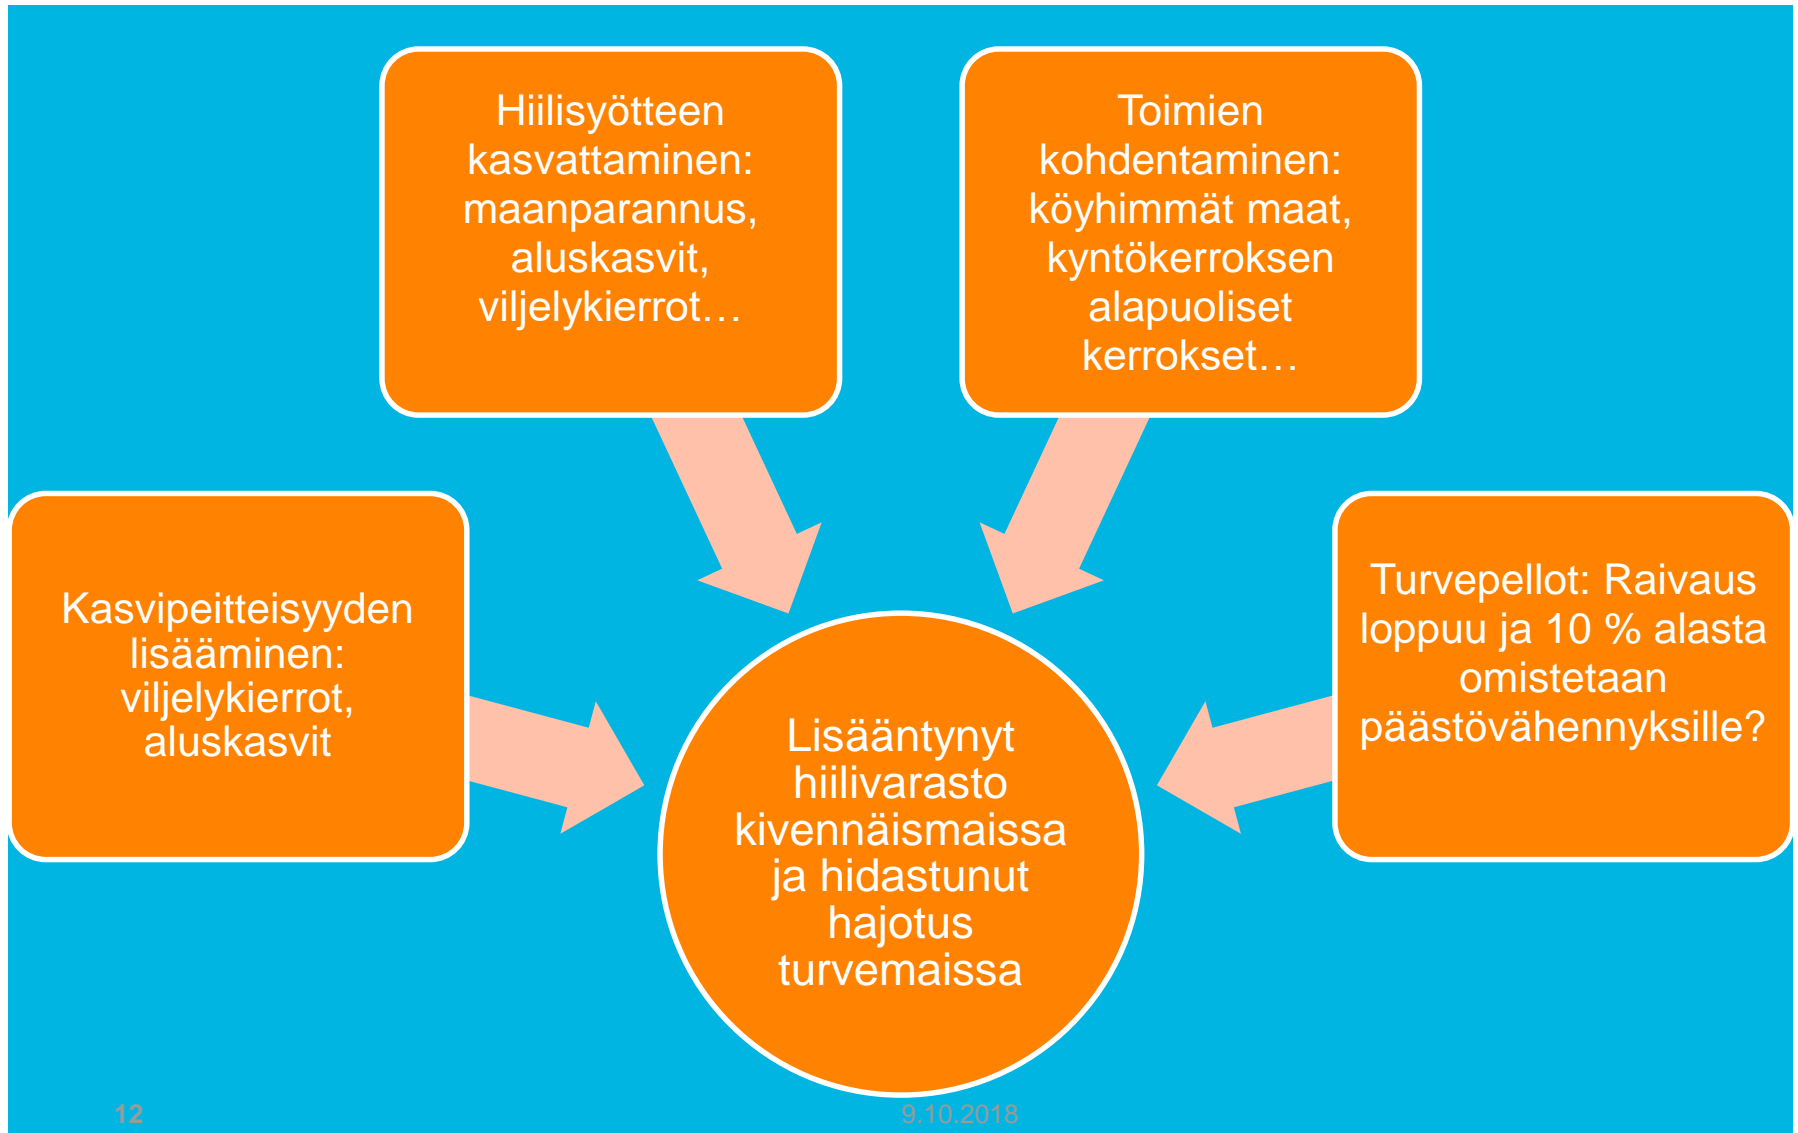 Hiilisyötteen
kasvattaminen:
maanparannus,
aluskasvit,
viljelykierrot…
Toimien
kohdentaminen:
köyhimmät maat,
kyntökerroksen
alapuoliset
kerrokset…
Kasvipeitteisyyden
lisääminen:
viljelykierrot,
aluskasvit
Turvepellot: Raivaus
loppuu ja 10 % alasta
omistetaan
päästövähennyksille?
Lisääntynyt
hiilivarasto
kivennäismaissa
ja hidastunut
hajotus
turvemaissa
12
9.10.2018